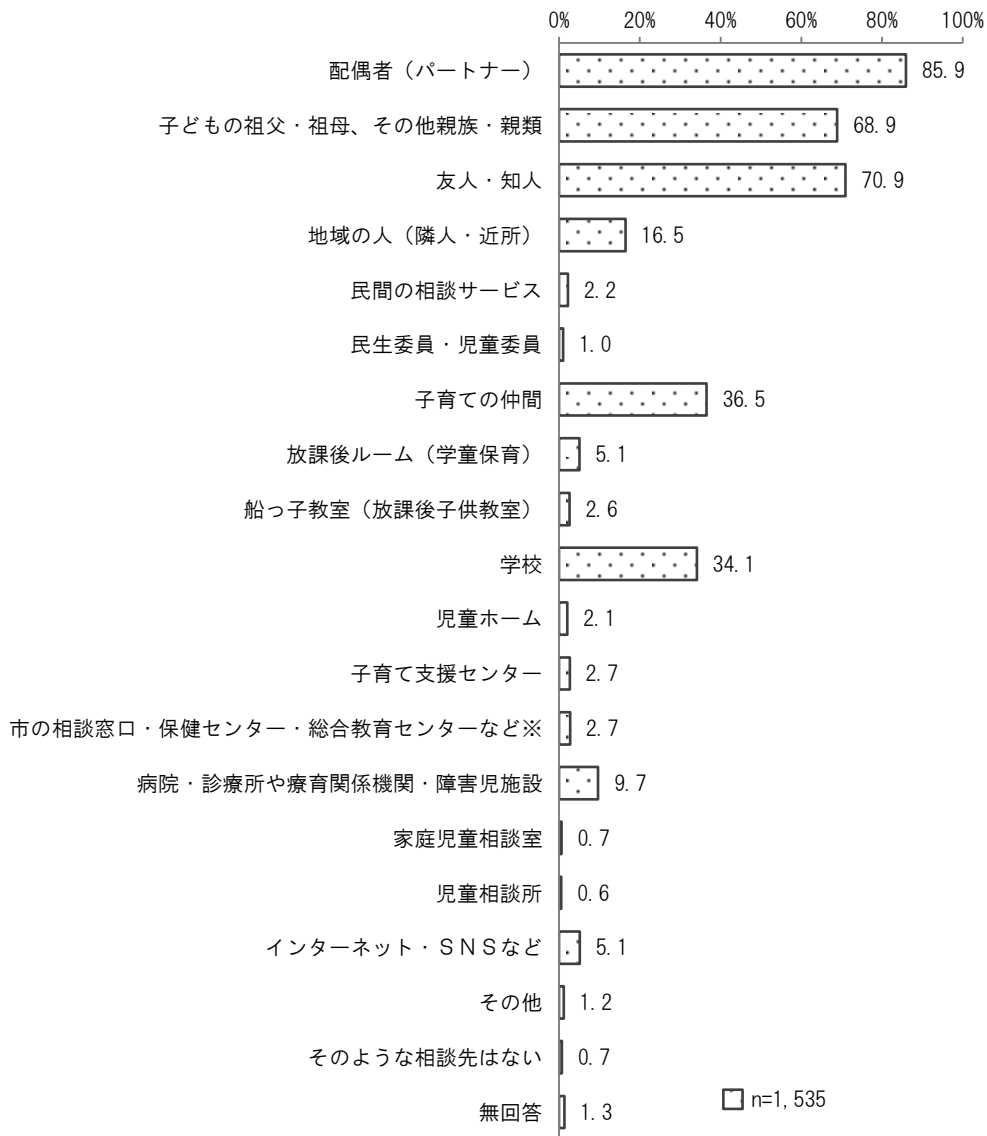 0% 20% 40% 60% 80% 100%
配偶者（パートナー） 85.9
子どもの祖父・祖母、その他親族・親類 68.9
友人・知人 70.9
地域の人（隣人・近所） 16.5
民間の相談サービス 2.2
民生委員・児童委員 1.0
子育ての仲間 36.5
放課後ルーム（学童保育） 5.1
船っ子教室（放課後子供教室） 2.6
学校 34.1
児童ホーム 2.1
子育て支援センター 2.7
市の相談窓口・保健センター・総合教育センターなど※ 2.7
病院・診療所や療育関係機関・障害児施設 9.7
家庭児童相談室 0.7
児童相談所 0.6
インターネット・ＳＮＳなど 5.1
その他 1.2
そのような相談先はない 0.7
無回答 1.3
n=1,535